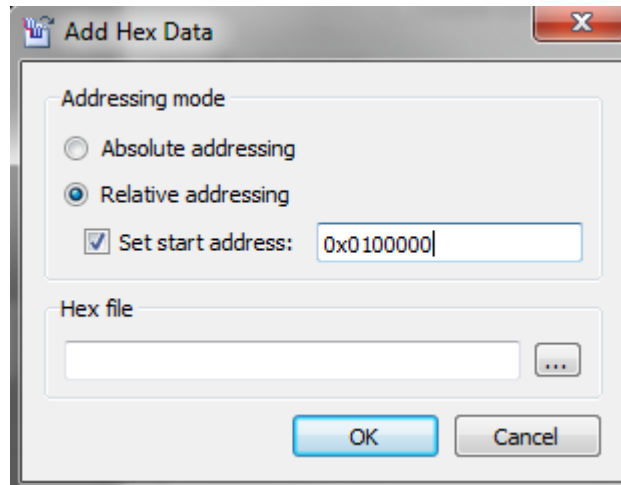 Add Hex Data
Addressing mode
Absolute addressing
Relative addressing
Set start address: 0x0100000
Hex file
...
OK Cancel